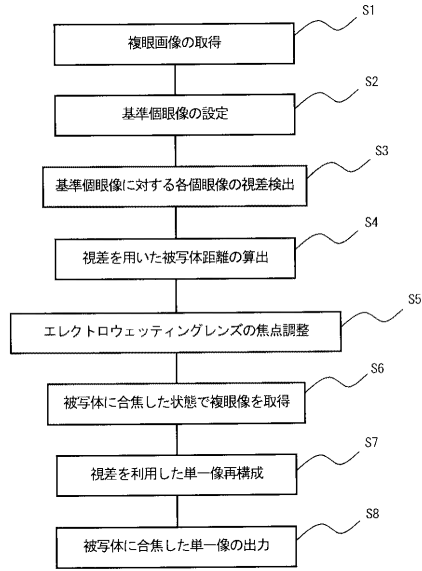 S1
複眼画像の取得
S2
基準個眼像の設定
S3
基準個眼像に対する各個眼像の視差検出
S4
視差を用いた被写体距離の算出
S5
エレクトロウェッティングレンズの焦点調整
S6
被写体に合焦した状態で複眼像を取得
S7
視差を利用した単一像再構成
S8
被写体に合焦した単一像の出力